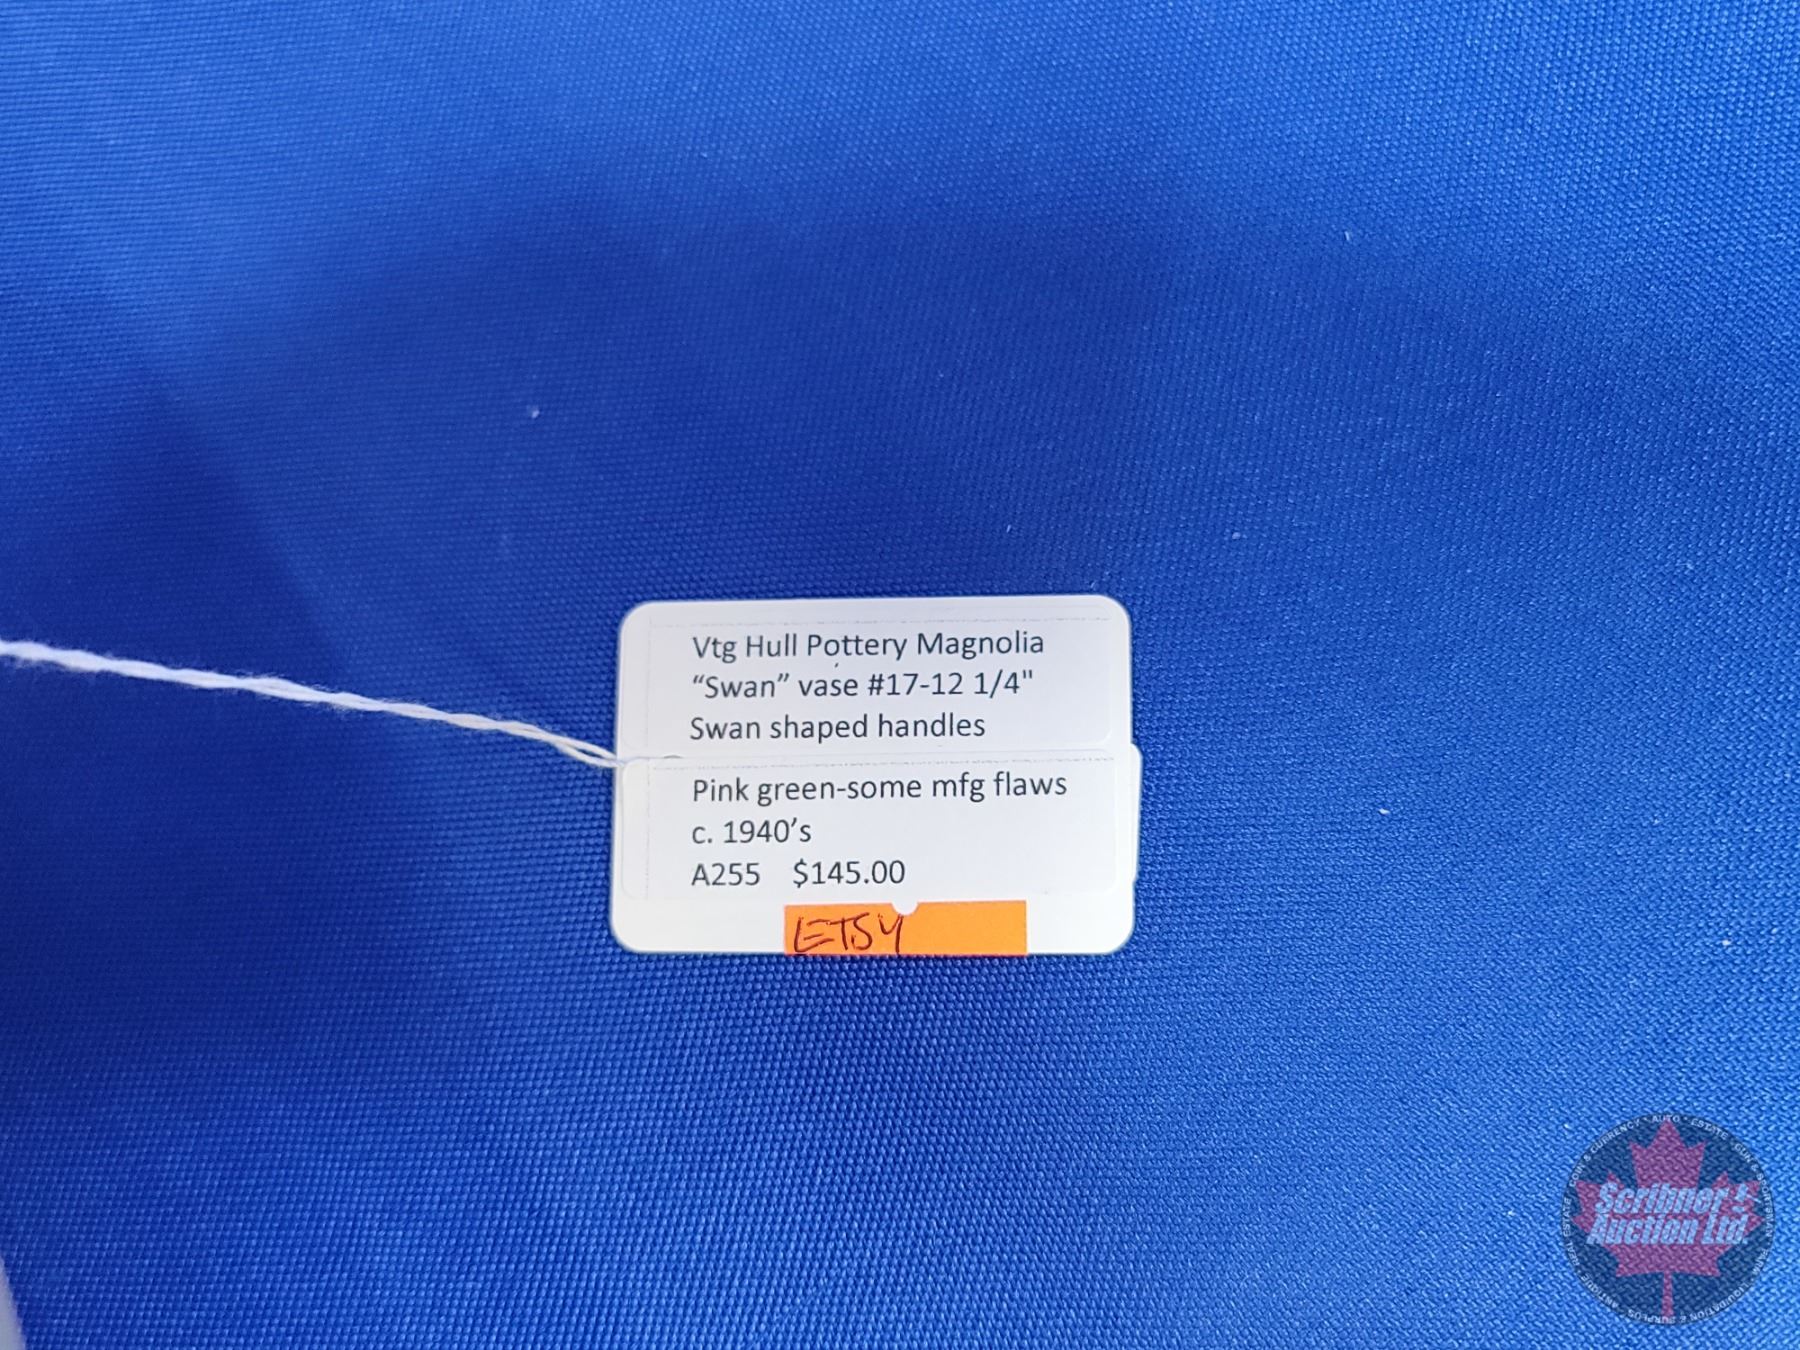 Vtg Hull Pottery Magnolia
“Swan” vase #17-12 1/4"
Swan shaped handles
Pink green-some mfg flaws
c. 1940’s
A255 $145.00
ETSY
Scribner's
Auction Ltd.